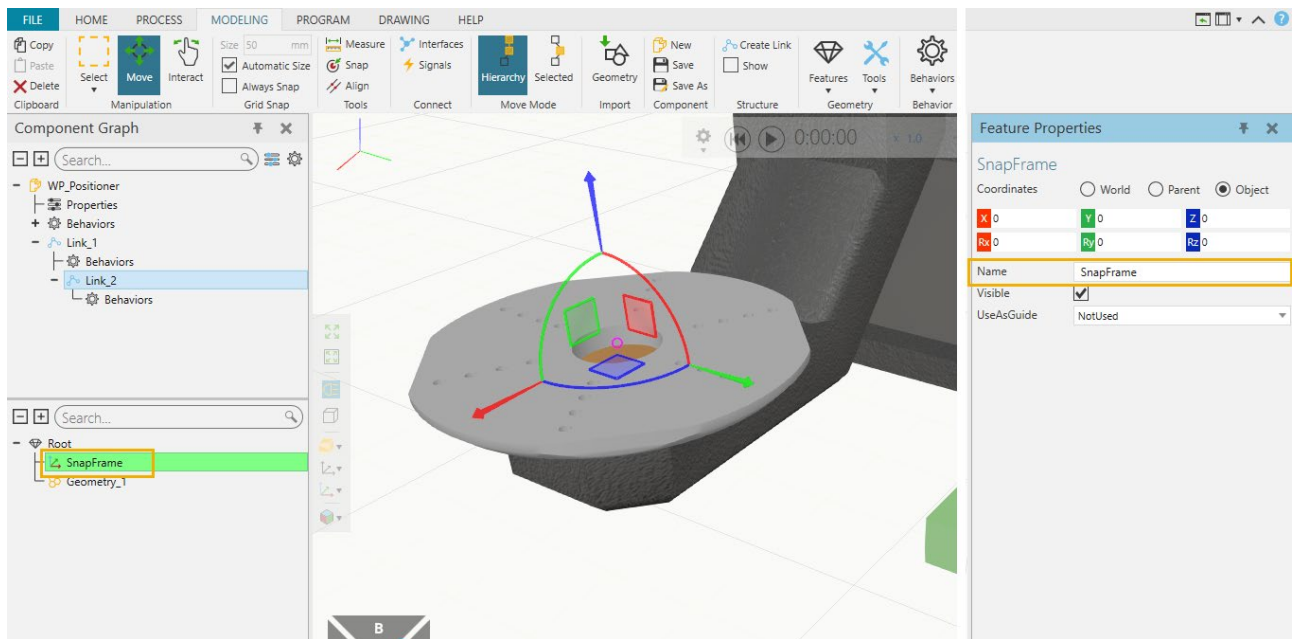 FILE HOME PROCESS MODELING PROGRAM DRAWING HELP
Copy
Paste
Delete
Clipboard
Select Move Interact
Manipulation
Size 50 mm
Automatic Size
Always Snap
Grid Snap
Measure
Snap
Align
Tools
Interfaces
Signals
Connect
Hierarchy Selected
Move Mode
Geometry
Import
New
Save
Save As
Component
Create Link
Show
Structure
Features Tools
Geometry
Behaviors
Behavior
Component Graph
Search...
WP_Positioner
Properties
Behaviors
Link_1
Behaviors
Link_2
Behaviors
Search...
Root
SnapFrame
Geometry_1
0:00:00 x 1.0
B
Feature Properties
SnapFrame
Coordinates World Parent Object
X 0 Y 0 Z 0
Rx 0 Ry 0 Rz 0
Name SnapFrame
Visible
UseAsGuide NotUsed